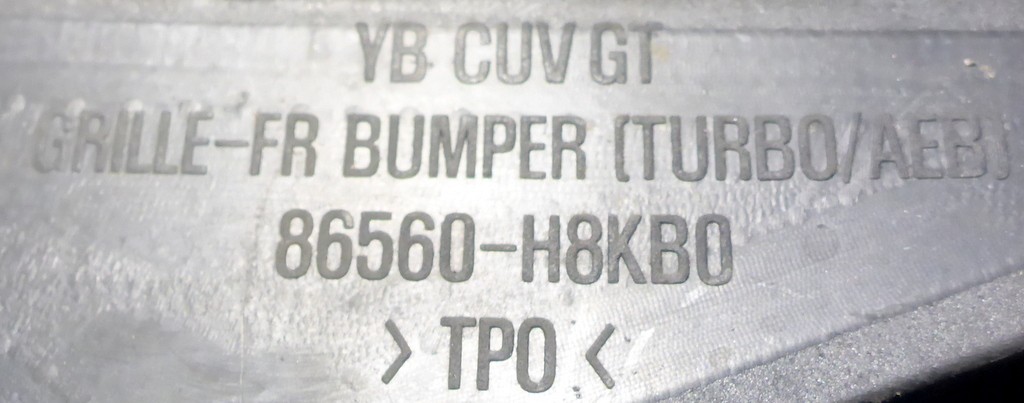 YB CUV GT
GRILLE-FR BUMPER (TURBO/AEB)
86560-H8KB0
> TPO <